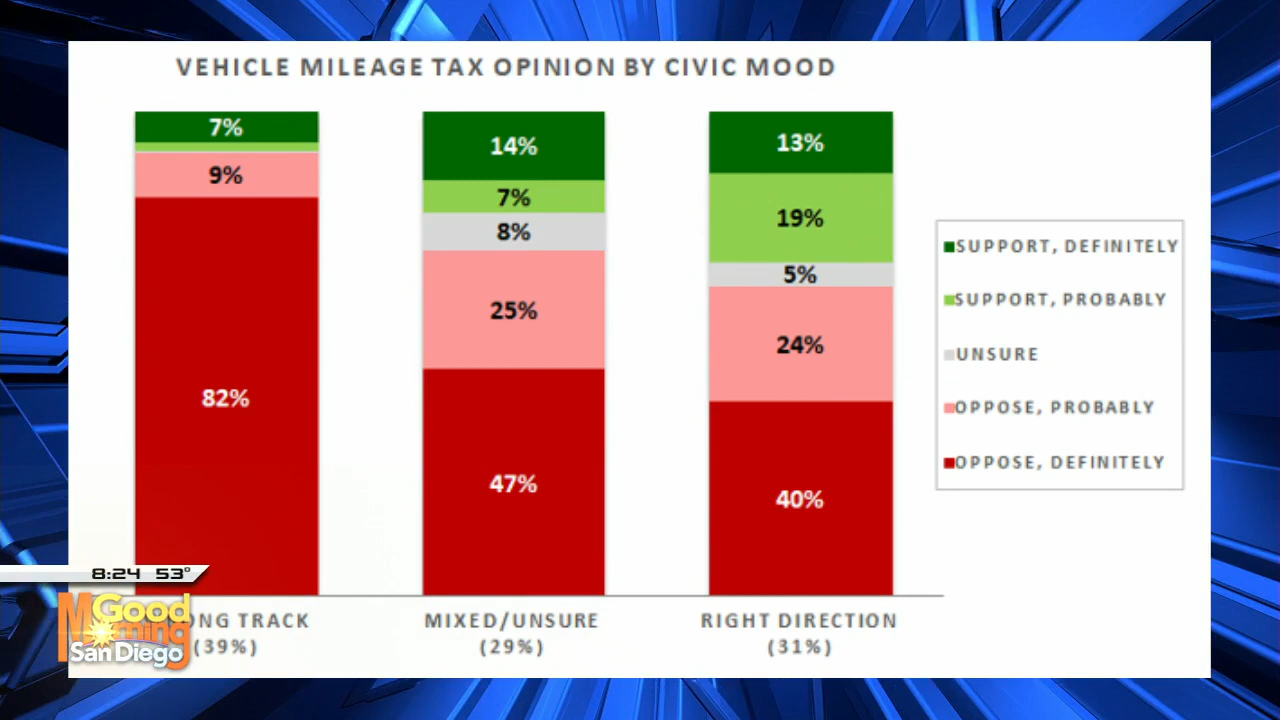 VEHICLE MILEAGE TAX OPINION BY CIVIC MOOD
7%
9%
82%
14%
7%
8%
25%
47%
13%
19%
5%
24%
40%
SUPPORT, DEFINITELY
SUPPORT, PROBABLY
UNSURE
OPPOSE, PROBABLY
OPPOSE, DEFINITELY
TRACK
(39%)
MIXED/UNSURE
(29%)
RIGHT DIRECTION
(31%)
8:24 53°
Good
Morning
San Diego